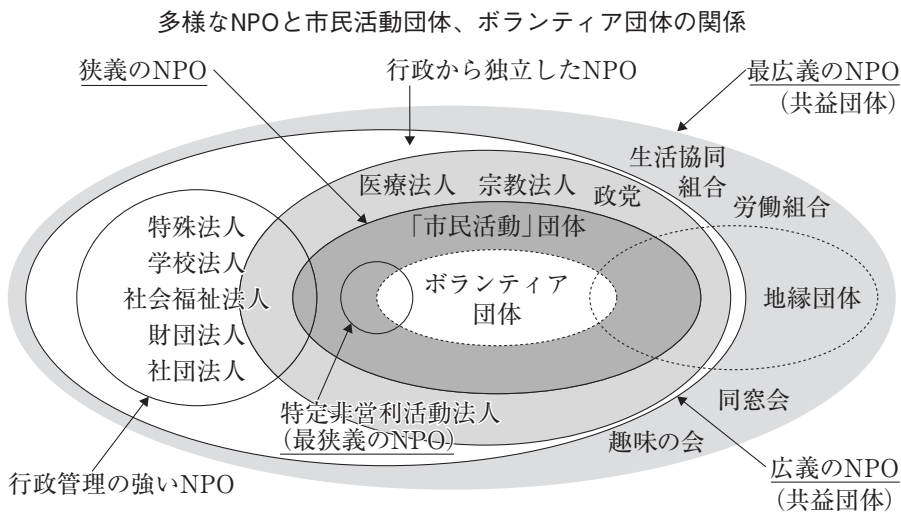 多様なNPOと市民活動団体、ボランティア団体の関係
狭義のNPO
行政から独立したNPO
最広義のNPO
(共益団体)
生活協同
組合
医療法人 宗教法人
政党
労働組合
特殊法人
学校法人
社会福祉法人
財団法人
社団法人
「市民活動」団体
ボランティア
団体
地縁団体
特定非営利活動法人
(最狭義のNPO)
同窓会
趣味の会
行政管理の強いNPO
広義のNPO
(共益団体)